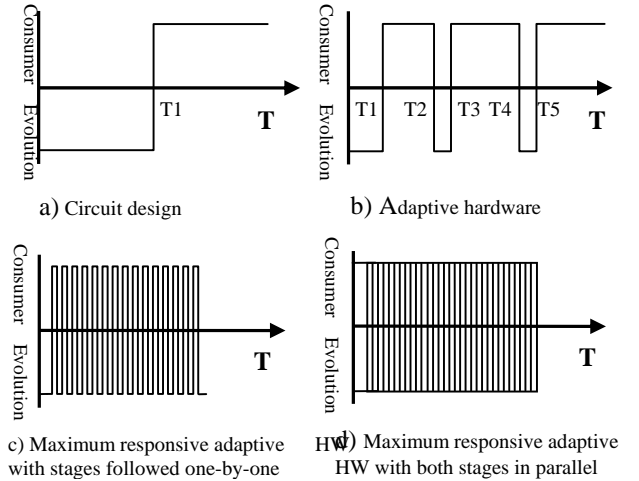 Consumer
Evolution
T1
T
a) Circuit design
Consumer
Evolution
T1 T2 T3 T4 T5
T
b) Adaptive hardware
Consumer
Evolution
T
c) Maximum responsive adaptive HW
with stages followed one-by-one
Consumer
Evolution
T
d) Maximum responsive adaptive
HW with both stages in parallel